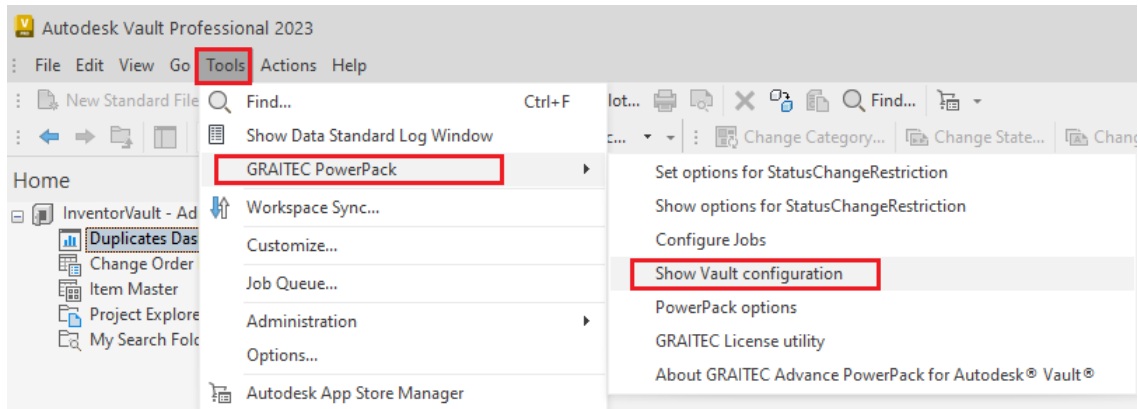 Autodesk Vault Professional 2023
File Edit View Go Tools Actions Help
New Standard File
Find... Ctrl+F
lot... Find...
Show Data Standard Log Window
Change Category... Change State...
Home
GRAITEC PowerPack
Set options for StatusChangeRestriction
InventorVault - Ad
Workspace Sync...
Show options for StatusChangeRestriction
Duplicates Das
Customize...
Configure Jobs
Change Order
Job Queue...
Show Vault configuration
Item Master
Project Explore
Administration
PowerPack options
My Search Fold
Options...
GRAITEC License utility
Autodesk App Store Manager
About GRAITEC Advance PowerPack for Autodesk® Vault®